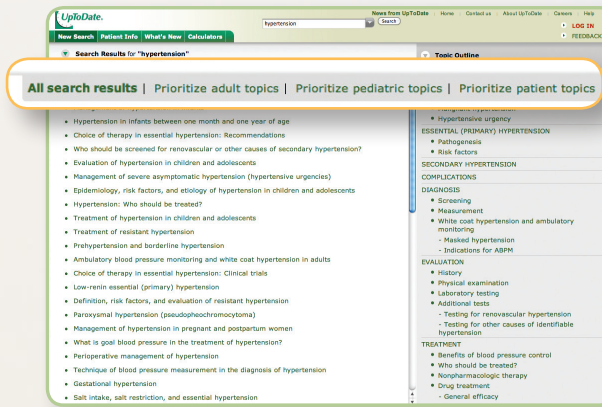 UpToDate.
News from UpToDate | Home | Contact us | About UpToDate | Careers | Help
hypertension
Search
LOG IN
FEEDBACK
New Search Patient Info What's New Calculators
Search Results for "hypertension"
Topic Outline
All search results | Prioritize adult topics | Prioritize pediatric topics | Prioritize patient topics
Hypertension in infants between one month and one year of age
Choice of therapy in essential hypertension: Recommendations
Who should be screened for renovascular or other causes of secondary hypertension?
Evaluation of hypertension in children and adolescents
Management of severe asymptomatic hypertension (hypertensive urgencies)
Epidemiology, risk factors, and etiology of hypertension in children and adolescents
Hypertension: Who should be treated?
Treatment of hypertension in children and adolescents
Treatment of resistant hypertension
Prehypertension and borderline hypertension
Ambulatory blood pressure monitoring and white coat hypertension in adults
Choice of therapy in essential hypertension: Clinical trials
Low-renin essential (primary) hypertension
Definition, risk factors, and evaluation of resistant hypertension
Paroxysmal hypertension (pseudopheochromocytoma)
Management of hypertension in pregnant and postpartum women
What is goal blood pressure in the treatment of hypertension?
Perioperative management of hypertension
Technique of blood pressure measurement in the diagnosis of hypertension
Gestational hypertension
Salt intake, salt restriction, and essential hypertension
Hypertensive urgency
ESSENTIAL (PRIMARY) HYPERTENSION
Pathogenesis
Risk factors
SECONDARY HYPERTENSION
COMPLICATIONS
DIAGNOSIS
Screening
Measurement
White coat hypertension and ambulatory
monitoring
- Masked hypertension
- Indications for ABPM
EVALUATION
History
Physical examination
Laboratory testing
Additional tests
- Testing for renovascular hypertension
- Testing for other causes of identifiable
hypertension
TREATMENT
Benefits of blood pressure control
Who should be treated?
Nonpharmacologic therapy
Drug treatment
- General efficacy